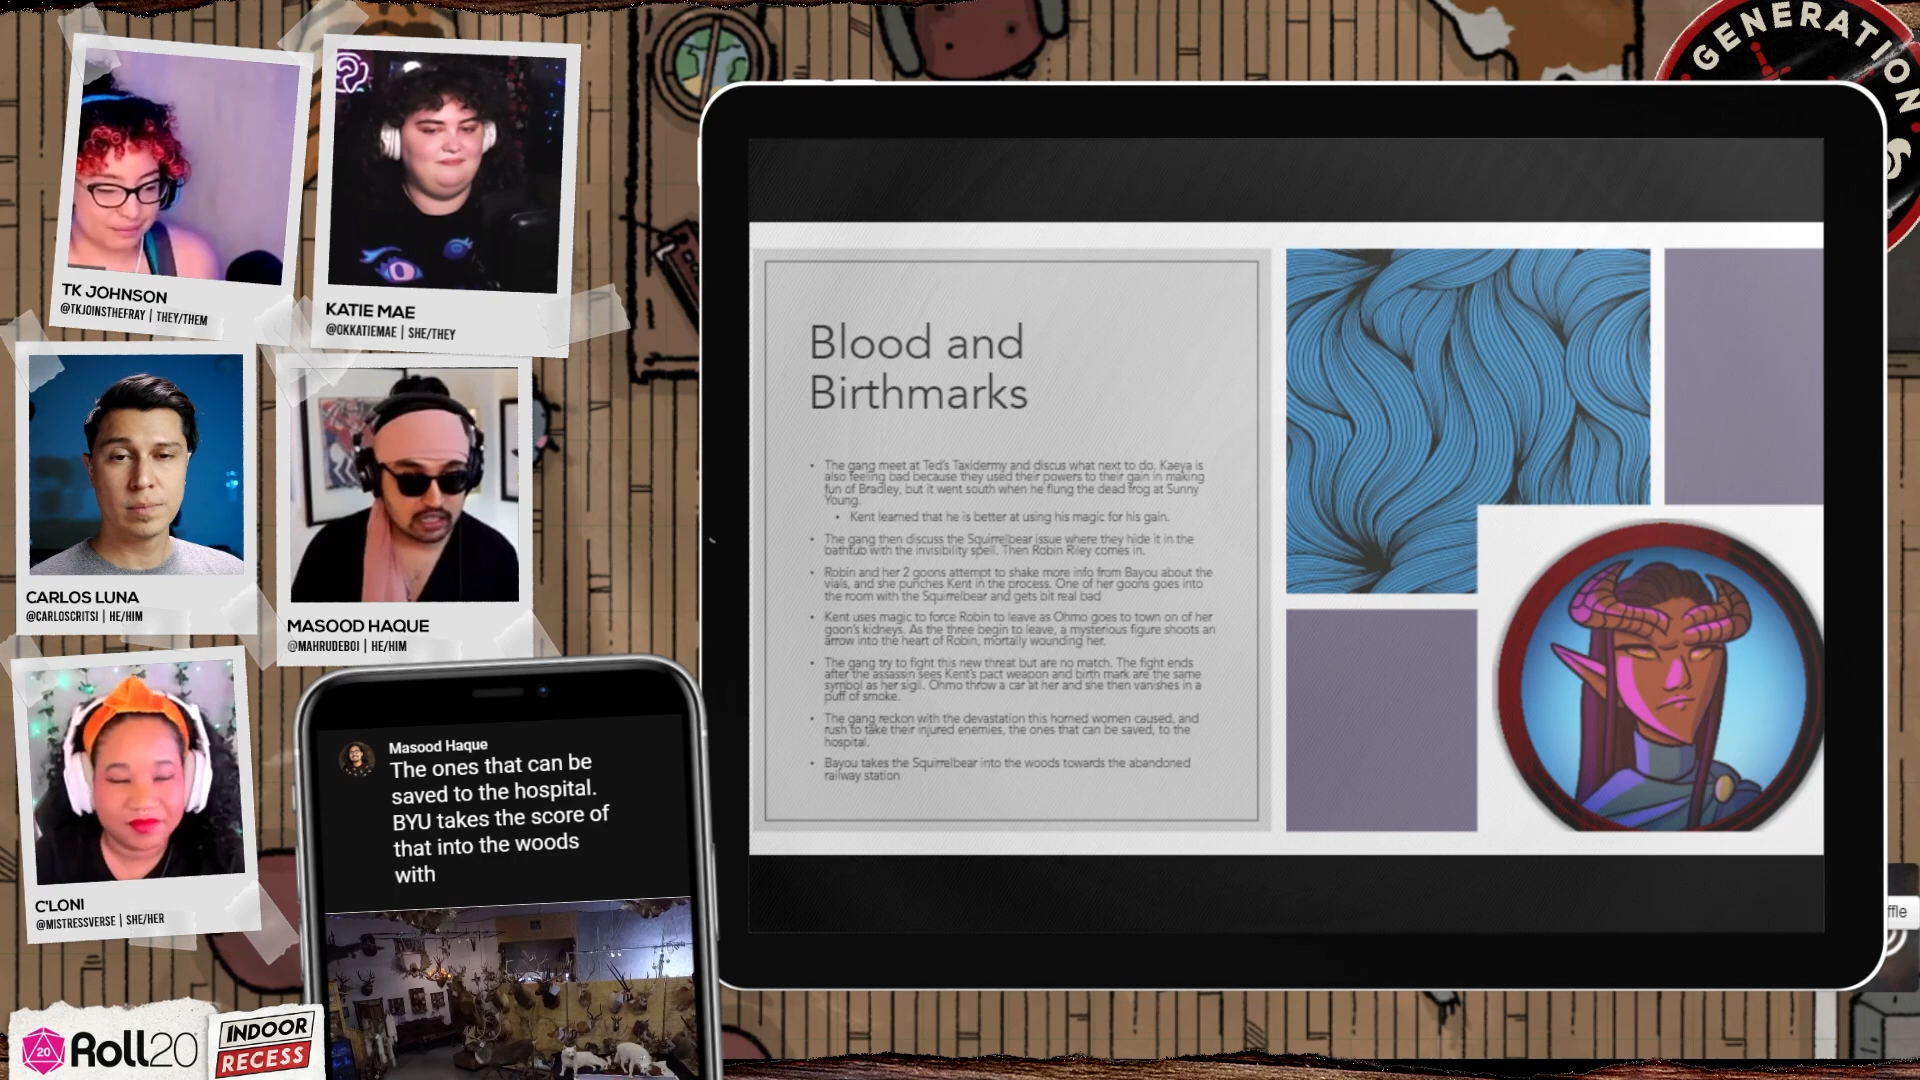 GENERATION
S
TK JOHNSON
@TKJOINSTHEFRAY | THEY/THEM
KATIE MAE
@OKKATIEMAE | SHE/THEY
CARLOS LUNA
@CARLOSCRITSI | HE/HIM
MASOOD HAQUE
@MAHRUDEBOI | HE/HIM
C'LONI
@MISTRESSVERSE | SHE/HER
Masood Haque
The ones that can be
saved to the hospital.
BYU takes the score of
that into the woods
with
20
Roll20
INDOOR
RECESS
Blood and
Birthmarks
• The gang meet at Ted's Taxidermy and discus what next to do. Kaeya is
also feeling bad because they used their powers to their gain in making
fun of Bradley, but it went south when he flung the dead frog at Sunny
Young.
• Kent learned that he is better at using his magic for his gain.
• The gang then discuss the Squirrelbear issue where they hide it in the
bathtub with the invisibility spell. Then Robin Riley comes in.
• Robin and her 2 goons attempt to shake more info from Bayou about the
vials, and she punches Kent in the process. One of her goons goes into
the room with the Squirrelbear and gets bit real bad
• Kent uses magic to force Robin to leave as Ohmo goes to town on of her
goon's kidneys. As the three begin to leave, a mysterious figure shoots an
arrow into the heart of Robin, mortally wounding her.
• The gang try to fight this new threat but are no match. The fight ends
after the assassin sees Kent's pact weapon and birth mark are the same
symbol as her sigil. Ohmo throw a car at her and she then vanishes in a
puff of smoke.
• The gang reckon with the devastation this horned women caused, and
rush to take their injured enemies, the ones that can be saved, to the
hospital.
• Bayou takes the Squirrelbear into the woods towards the abandoned
railway station
ffle